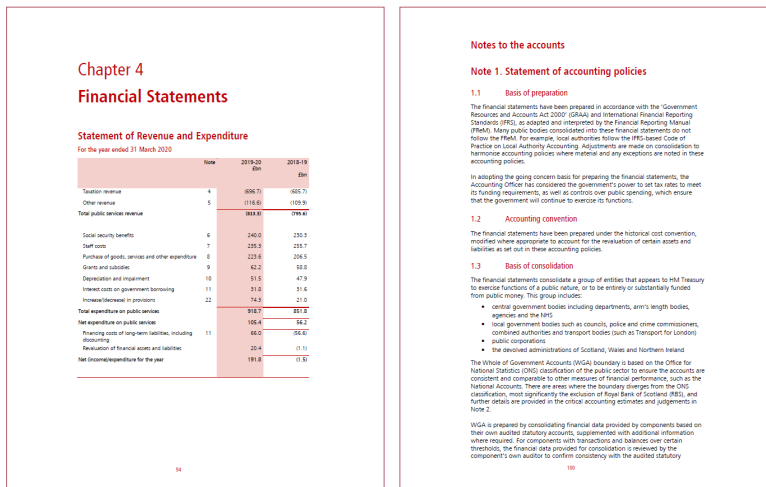 Chapter 4
Financial Statements
Statement of Revenue and Expenditure
For the year ended 31 March 2020
Note 2019-20 2018-19
£bn
£bn
Taxation revenue 4 (696.7) (685.7)
Other revenue 5 (116.6) (109.9)
Total public services revenue (813.3) (795.6)
Social security benefits 6 240.0 230.3
Staff costs 7 235.3 255.7
Purchase of goods, services and other expenditure 8 223.6 206.5
Grants and subsidies 9 62.2 58.8
Depreciation and impairment 10 51.5 47.9
Interest costs on government borrowing 11 31.8 31.6
Increase/(decrease) in provisions 22 74.3 21.0
Total expenditure on public services 918.7 851.8
Net expenditure on public services 105.4 56.2
Financing costs of long-term liabilities, including 11 66.0 (56.6)
discounting
Revaluation of financial assets and liabilities 20.4 (1.1)
Net (income)/expenditure for the year 191.8 (1.5)
94
Notes to the accounts
Note 1. Statement of accounting policies
1.1 Basis of preparation
The financial statements have been prepared in accordance with the 'Government
Resources and Accounts Act 2000' (GRAA) and International Financial Reporting
Standards (IFRS), as adapted and interpreted by the Financial Reporting Manual
(FReM). Many public bodies consolidated into these financial statements do not
follow the FReM. For example, local authorities follow the IFRS-based Code of
Practice on Local Authority Accounting. Adjustments are made on consolidation to
harmonise accounting policies where material and any exceptions are noted in these
accounting policies.
In adopting the going concern basis for preparing the financial statements, the
Accounting Officer has considered the government's power to set tax rates to meet
its funding requirements, as well as controls over public spending, which ensure
that the government will continue to exercise its functions.
1.2 Accounting convention
The financial statements have been prepared under the historical cost convention,
modified where appropriate to account for the revaluation of certain assets and
liabilities as set out in these accounting policies.
1.3 Basis of consolidation
The financial statements consolidate a group of entities that appears to HM Treasury
to exercise functions of a public nature, or to be entirely or substantially funded
from public money. This group includes:
• central government bodies including departments, arm's length bodies,
agencies and the NHS
• local government bodies such as councils, police and crime commissioners,
combined authorities and transport bodies (such as Transport for London)
• public corporations
• the devolved administrations of Scotland, Wales and Northern Ireland
The Whole of Government Accounts (WGA) boundary is based on the Office for
National Statistics (ONS) classification of the public sector to ensure the accounts are
consistent and comparable to other measures of financial performance, such as the
National Accounts. There are areas where the boundary diverges from the ONS
classification, most significantly the exclusion of Royal Bank of Scotland (RBS), and
further details are provided in the critical accounting estimates and judgements in
Note 2.
WGA is prepared by consolidating financial data provided by components based on
their own audited statutory accounts, supplemented with additional information
where required. For components with transactions and balances over certain
thresholds, the financial data provided for consolidation is reviewed by the
component's own auditor to confirm consistency with the audited statutory
100